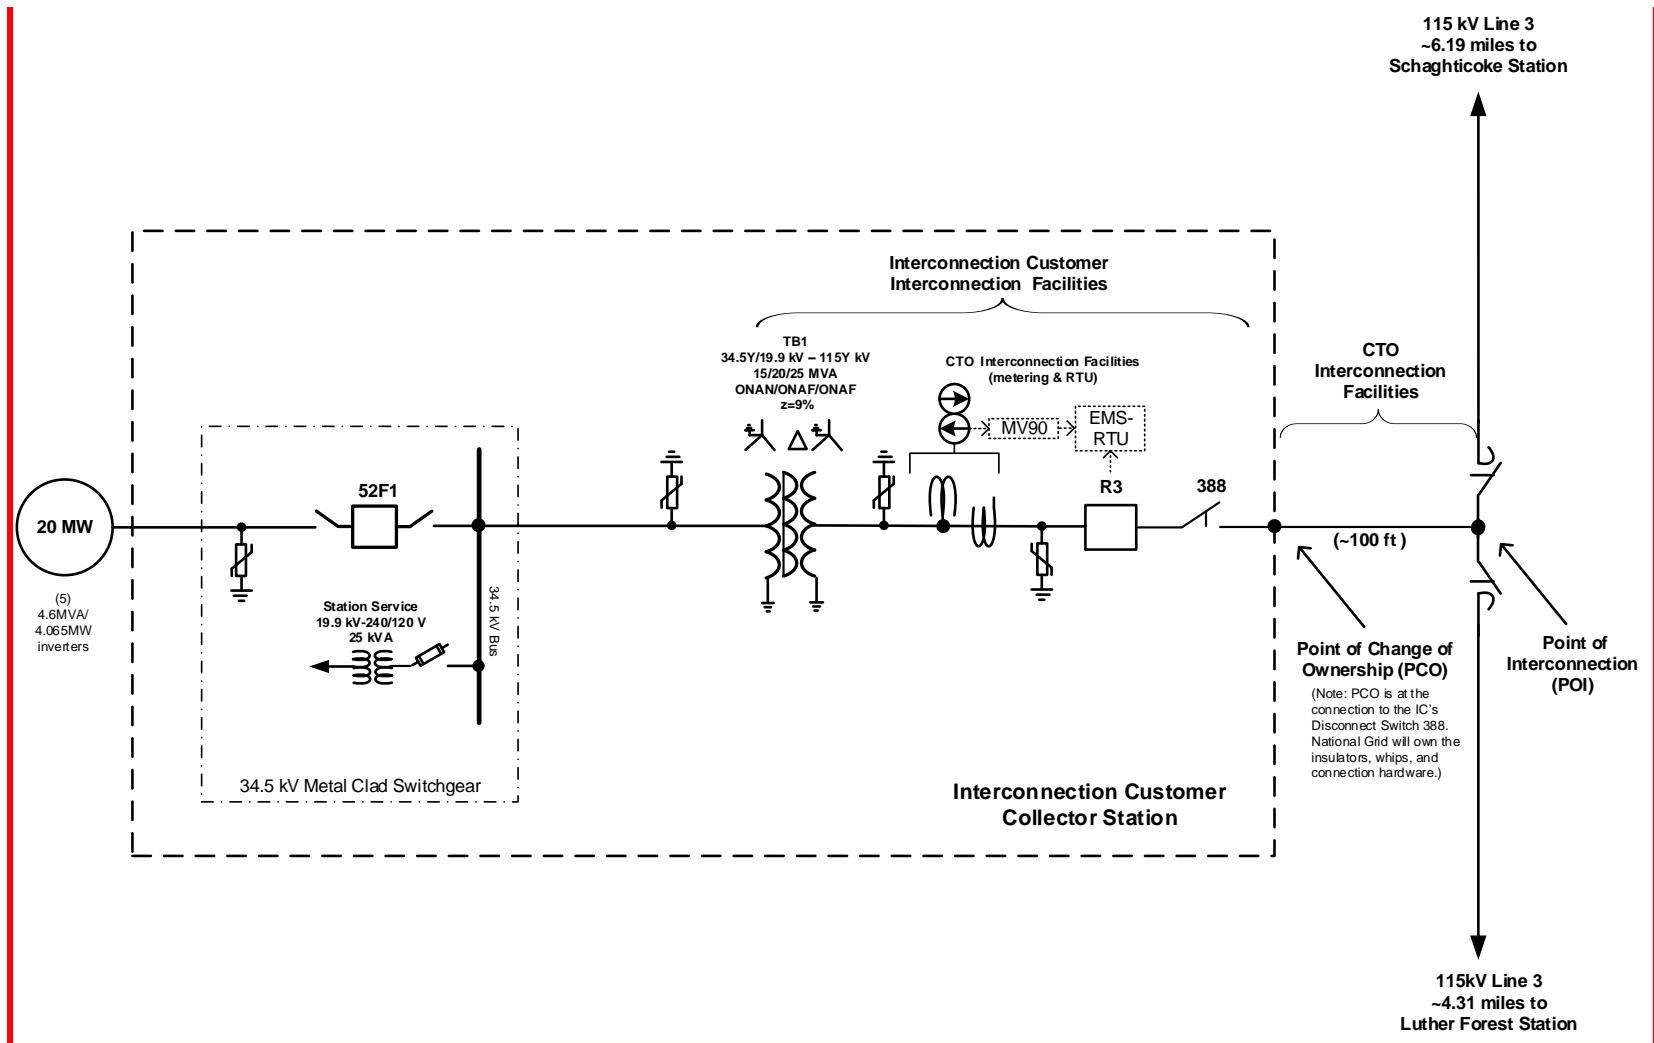 115 kV Line 3
~6.19 miles to
Schaghticoke Station
Interconnection Customer
Interconnection Facilities
TB1
34.5Y/19.9 kV – 115Y kV
15/20/25 MVA
ONAN/ONAF/ONAF
z=9%
CTO Interconnection Facilities
(metering & RTU)
MV90
EMS-
RTU
CTO
Interconnection
Facilities
52F1
R3
388
20 MW
(~100 ft )
(5)
4.6MVA/
4.065MW
inverters
Station Service
19.9 kV-240/120 V
25 kVA
34.5 kV Bus
34.5 kV Metal Clad Switchgear
Point of Change of
Ownership (PCO)
(Note: PCO is at the
connection to the IC's
Disconnect Switch 388.
National Grid will own the
insulators, whips, and
connection hardware.)
Point of
Interconnection
(POI)
Interconnection Customer
Collector Station
115kV Line 3
~4.31 miles to
Luther Forest Station